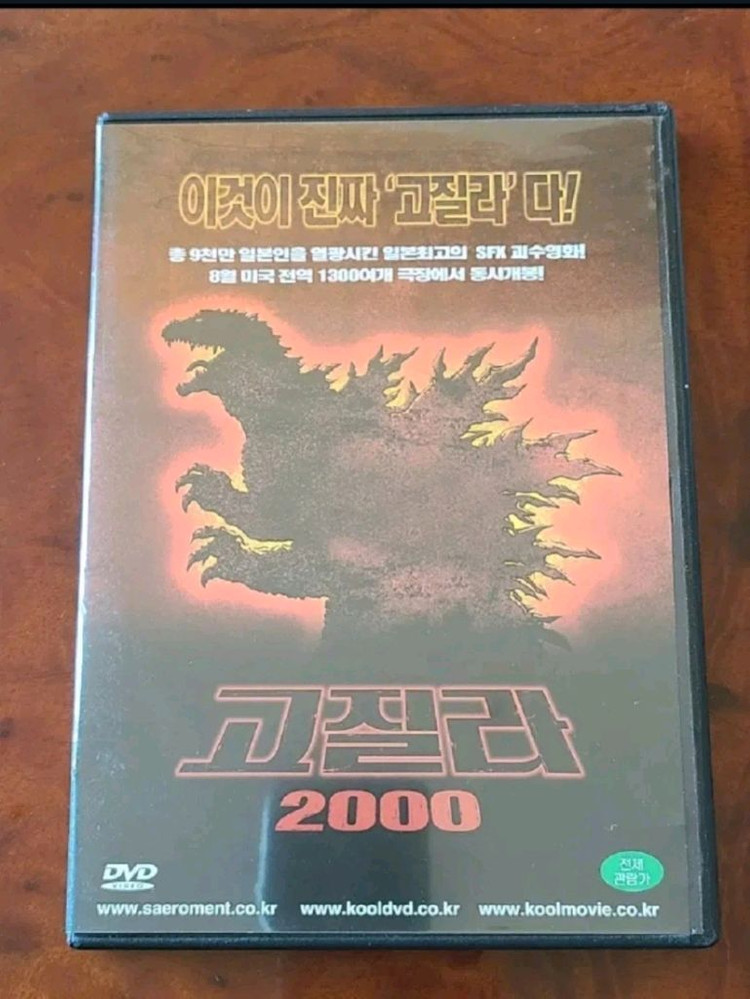 이것이 진짜 '고질라' 다!
총 9천만 일본인을 열광시킨 일본최고의 SFX 괴수영화!
8월 미국 전역 1300여개 극장에서 동시개봉!
고질라
2000
DVD
VIDEO
전체
관람가
www.saeroment.co.kr www.kooldvd.co.kr www.koolmovie.co.kr